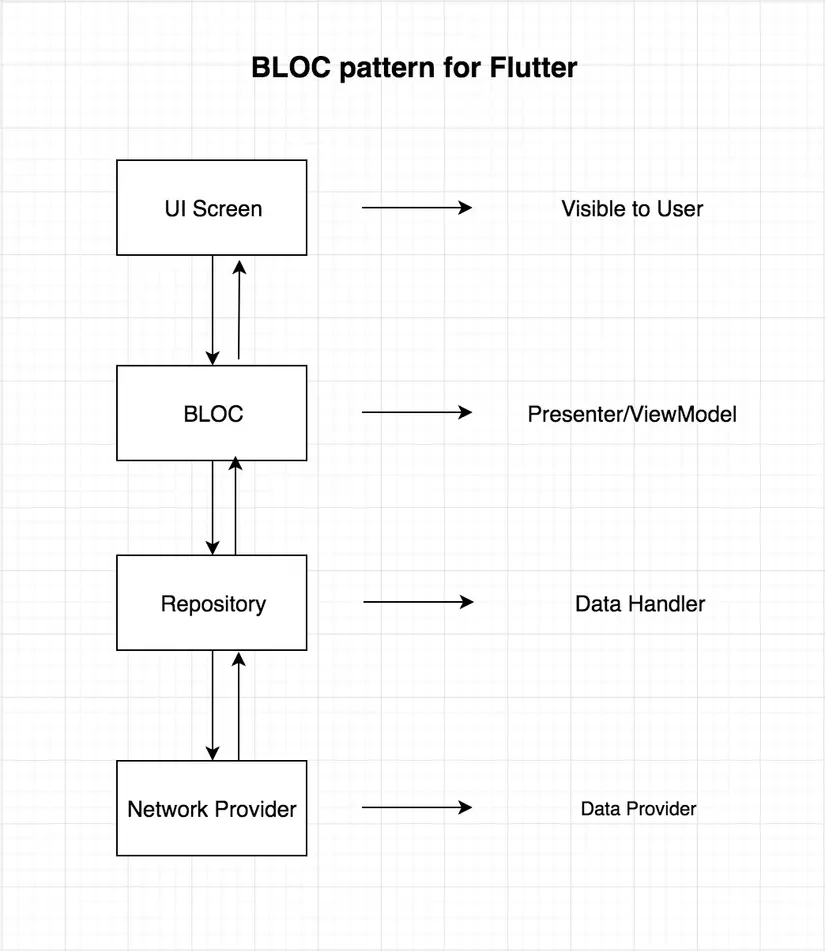 BLOC pattern for Flutter
UI Screen
Visible to User
BLOC
Presenter/ViewModel
Repository
Data Handler
Network Provider
Data Provider